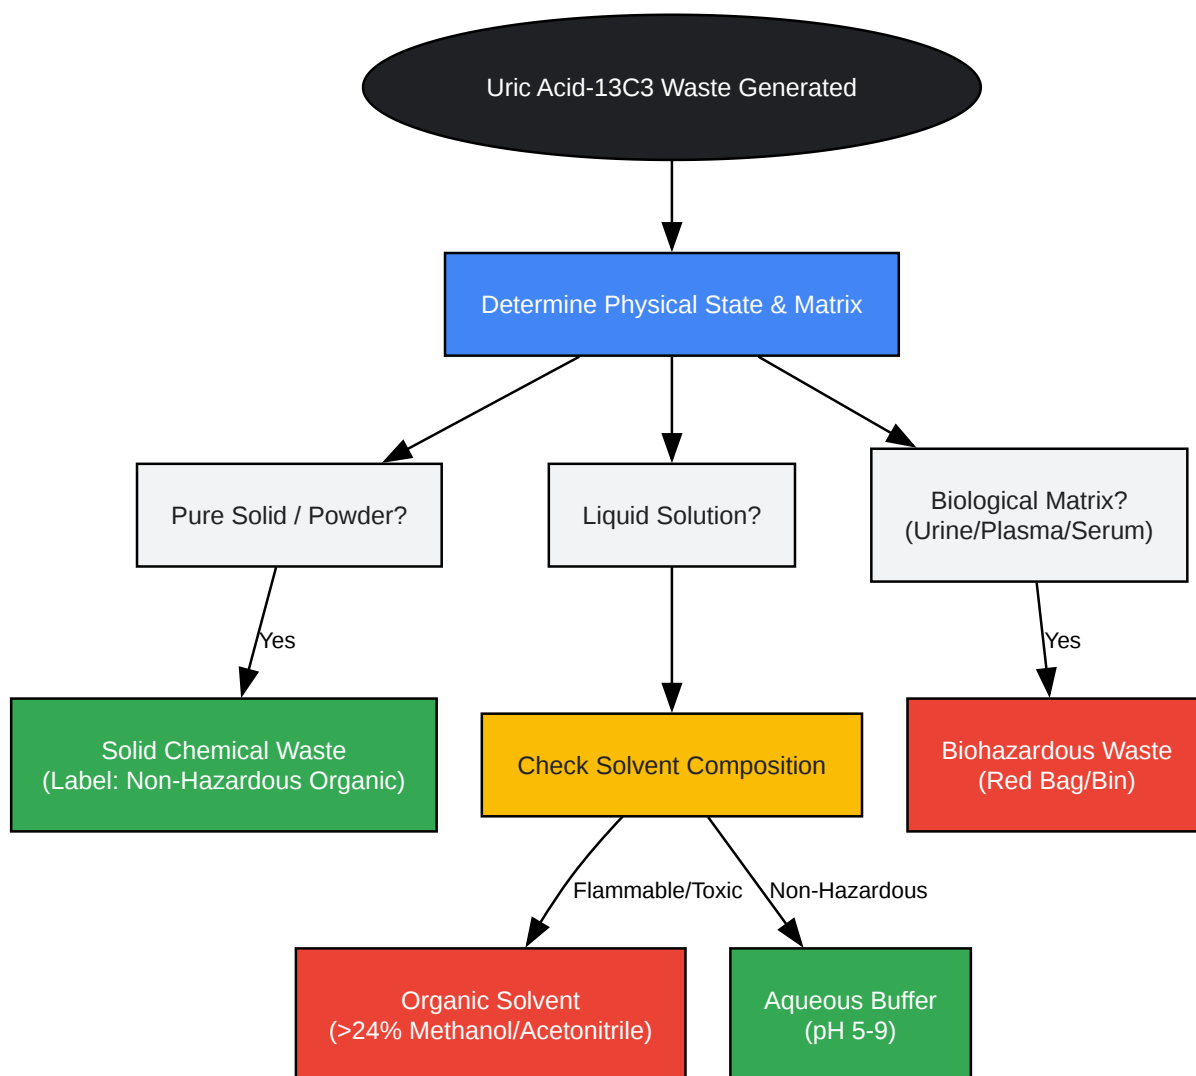 Uric Acid-13C3 Waste Generated
Determine Physical State & Matrix
Pure Solid / Powder?
Liquid Solution?
Biological Matrix?
(Urine/Plasma/Serum)
Yes
Yes
Solid Chemical Waste
(Label: Non-Hazardous Organic)
Check Solvent Composition
Biohazardous Waste
(Red Bag/Bin)
Flammable/Toxic
Non-Hazardous
Organic Solvent
(>24% Methanol/Acetonitrile)
Aqueous Buffer
(pH 5-9)